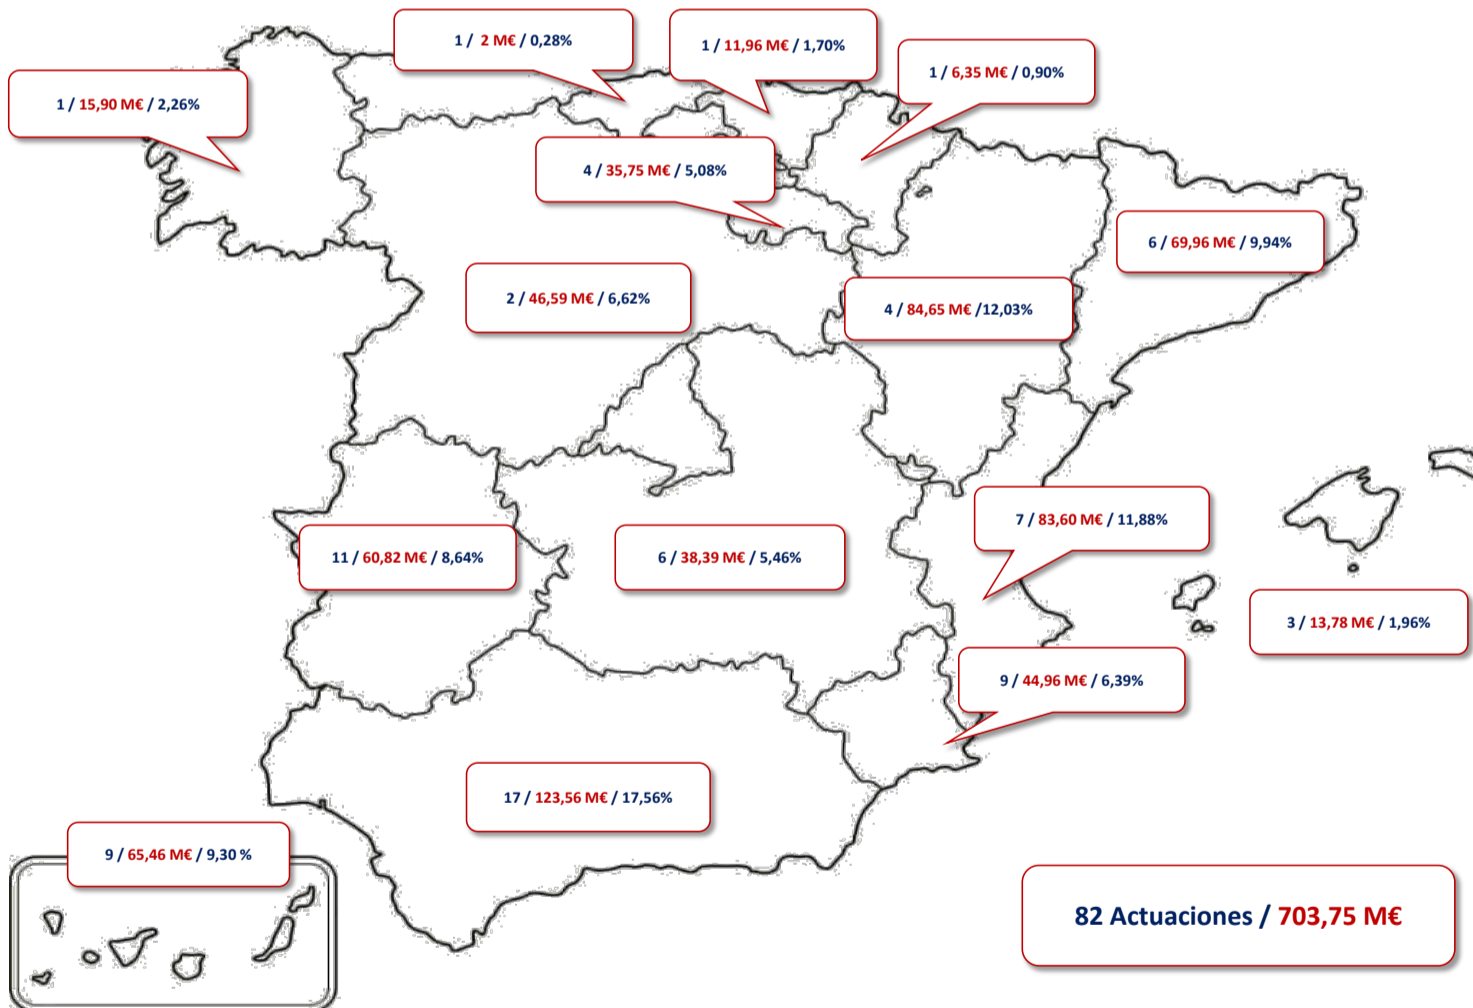 1 / 2 M€ / 0,28%
1 / 11,96 M€ / 1,70%
1 / 6,35 M€ / 0,90%
1 / 15,90 M€ / 2,26%
4 / 35,75 M€ / 5,08%
6 / 69,96 M€ / 9,94%
2 / 46,59 M€ / 6,62%
4 / 84,65 M€ /12,03%
7 / 83,60 M€ / 11,88%
11 / 60,82 M€ / 8,64%
6 / 38,39 M€ / 5,46%
3 / 13,78 M€ / 1,96%
9 / 44,96 M€ / 6,39%
17 / 123,56 M€ / 17,56%
9 / 65,46 M€ / 9,30 %
82 Actuaciones / 703,75 M€